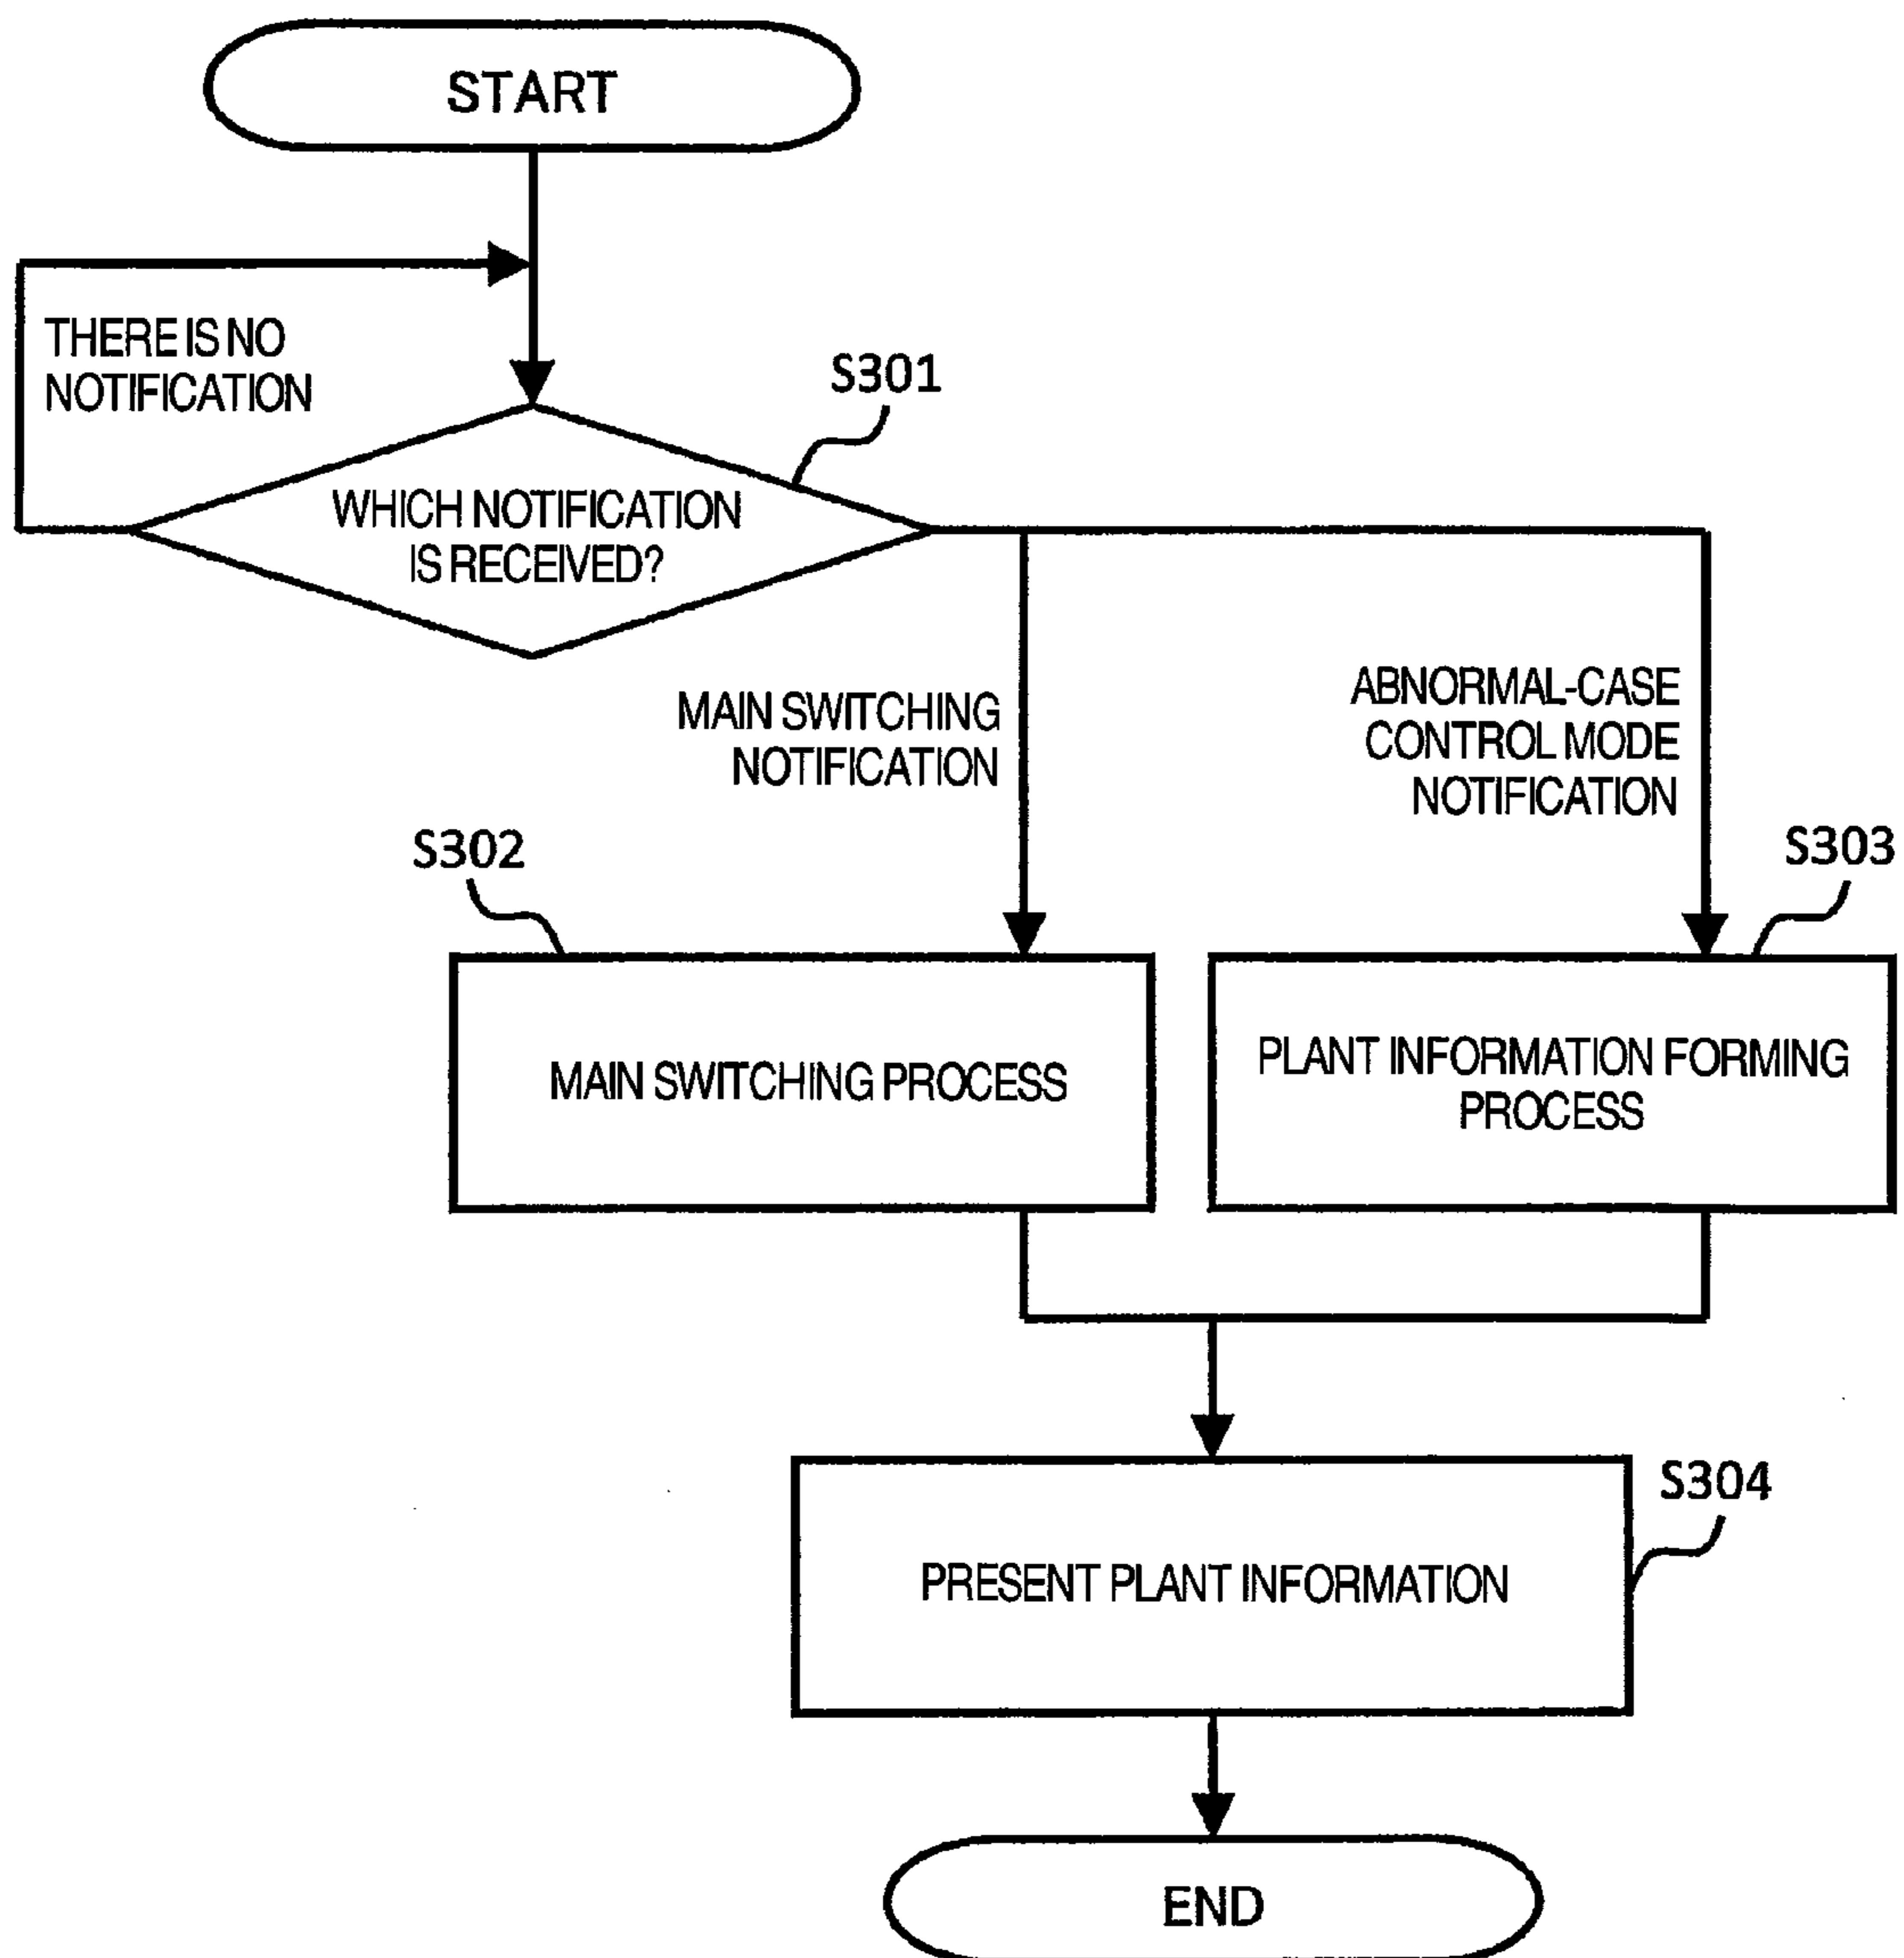 START
THERE IS NO
NOTIFICATION
S301
WHICH NOTIFICATION
IS RECEIVED?
MAIN SWITCHING
NOTIFICATION
ABNORMAL-CASE
CONTROL MODE
NOTIFICATION
S302
S303
MAIN SWITCHING PROCESS
PLANT INFORMATION FORMING
PROCESS
S304
PRESENT PLANT INFORMATION
END